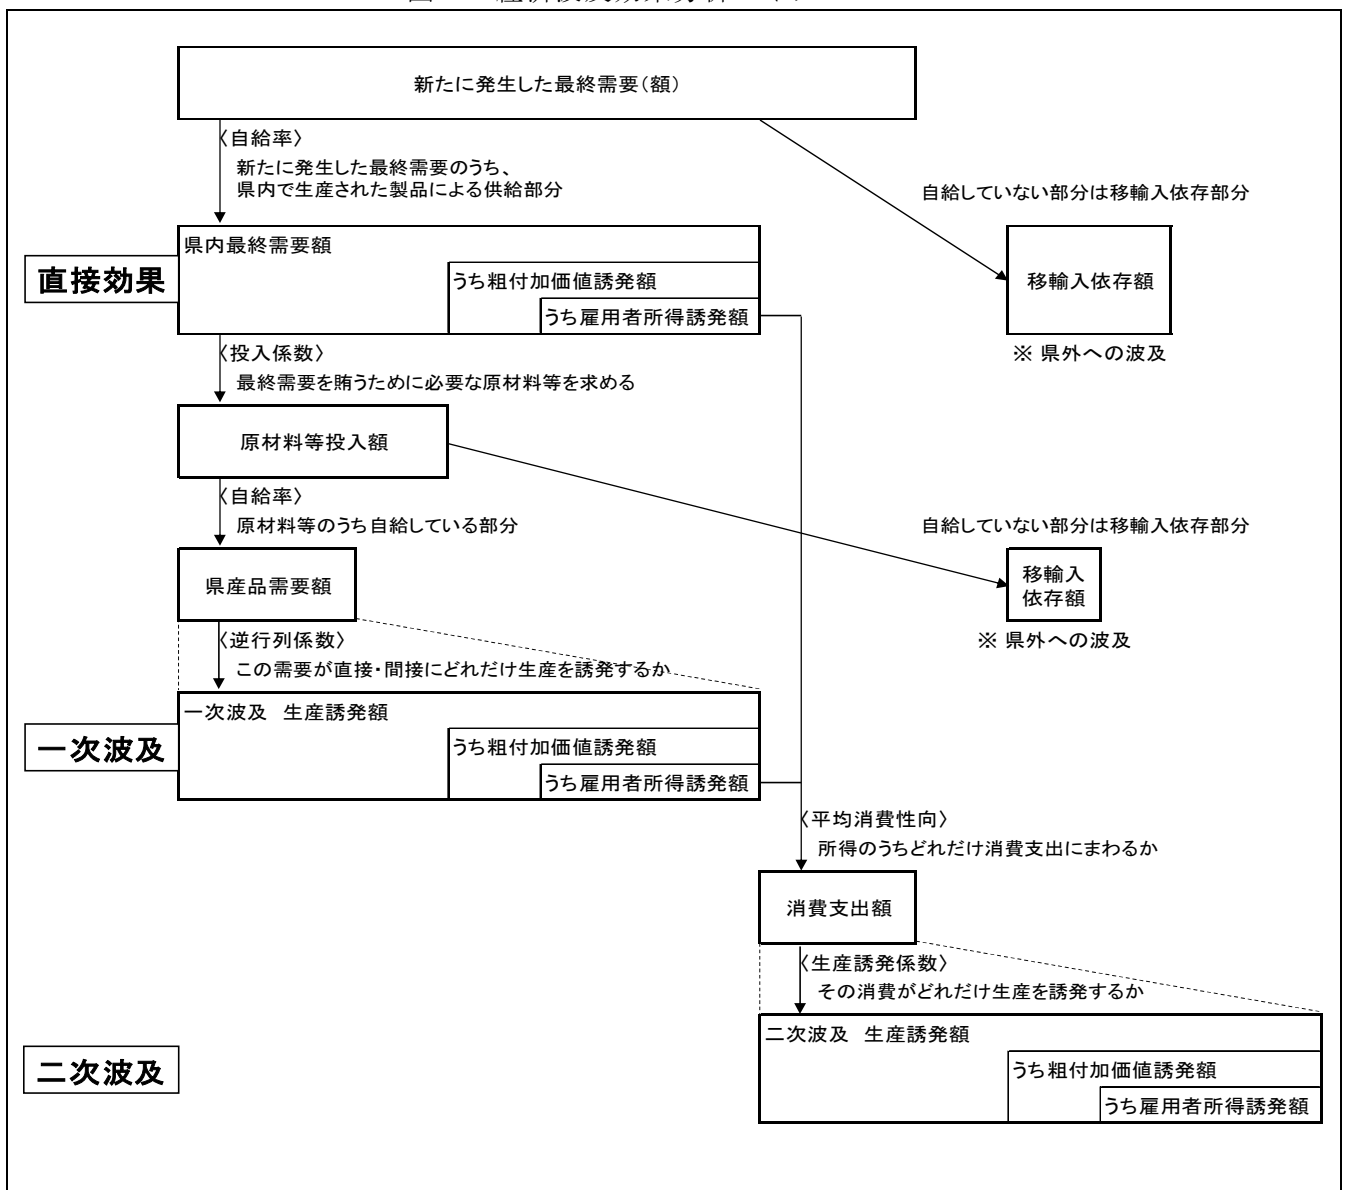 新たに発生した最終需要（額）
〈自給率〉
新たに発生した最終需要のうち、
県内で生産された製品による供給部分
自給していない部分は移輸入依存部分
直接効果
県内最終需要額
うち粗付加価値誘発額
うち雇用者所得誘発額
移輸入依存額
※ 県外への波及
〈投入係数〉
最終需要を賄うために必要な原材料等を求める
原材料等投入額
〈自給率〉
原材料等のうち自給している部分
自給していない部分は移輸入依存部分
県産品需要額
移輸入
依存額
※ 県外への波及
〈逆行列係数〉
この需要が直接・間接にどれだけ生産を誘発するか
一次波及
一次波及 生産誘発額
うち粗付加価値誘発額
うち雇用者所得誘発額
〈平均消費性向〉
所得のうちどれだけ消費支出にまわるか
消費支出額
〈生産誘発係数〉
その消費がどれだけ生産を誘発するか
二次波及
二次波及 生産誘発額
うち粗付加価値誘発額
うち雇用者所得誘発額